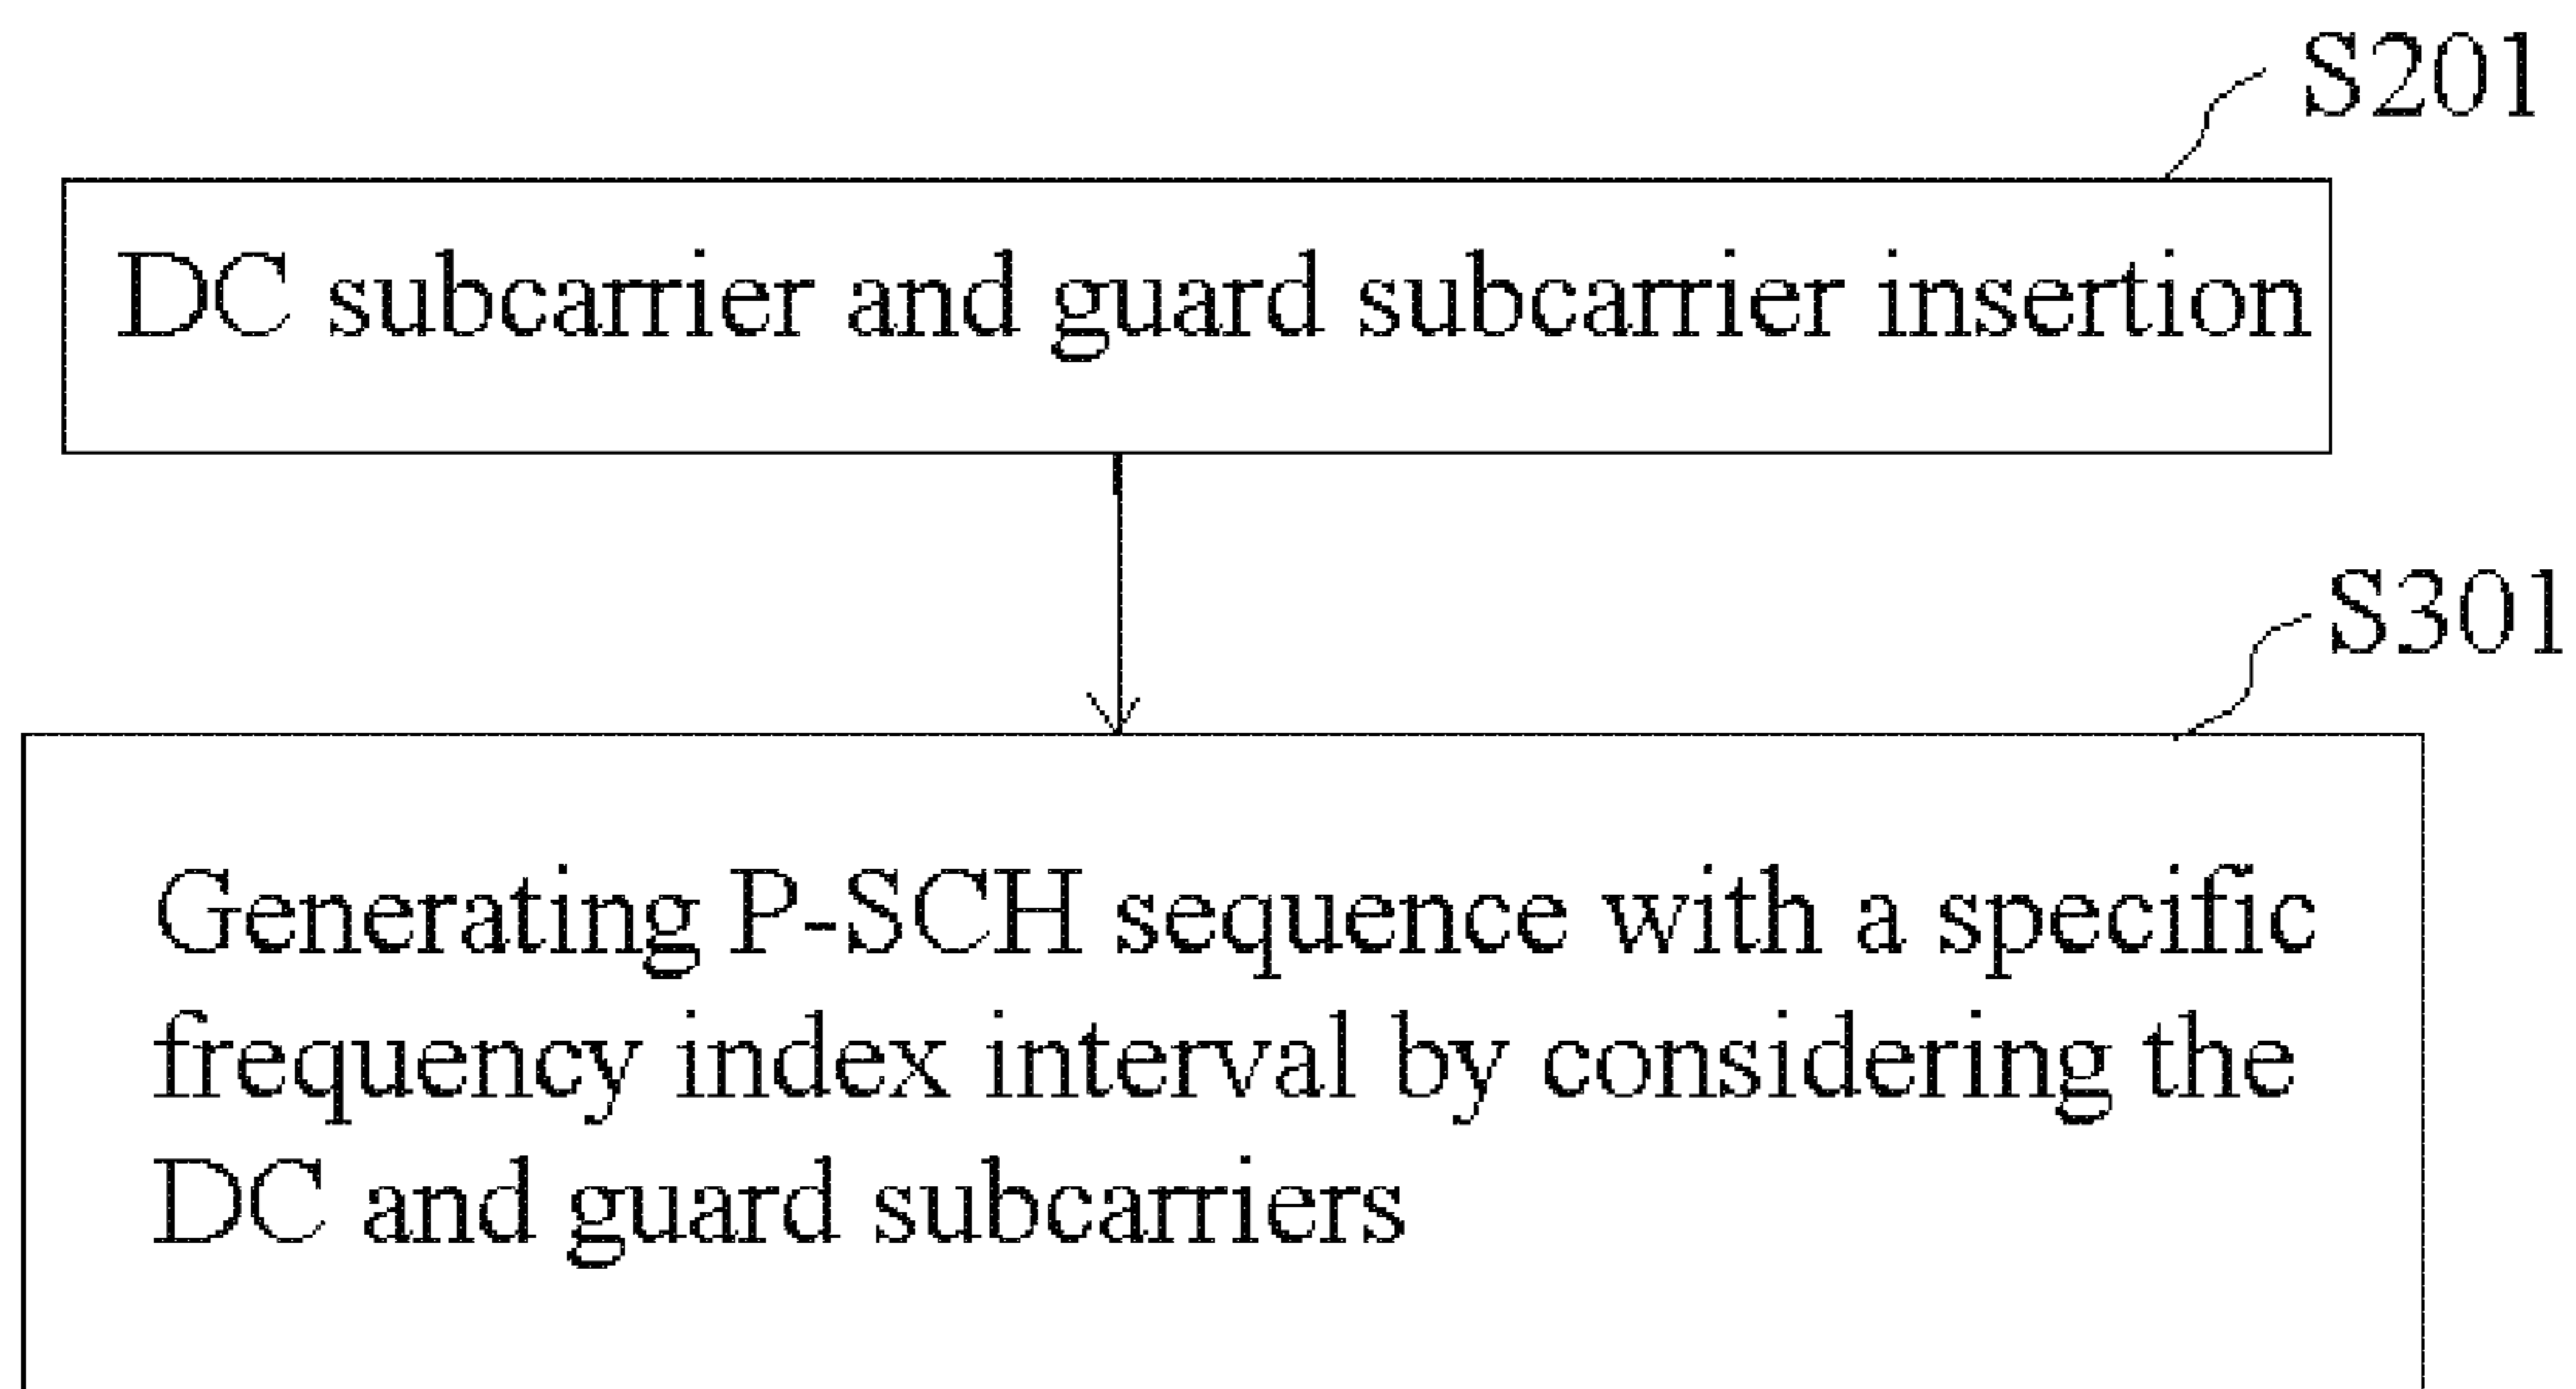 S201
DC subcarrier and guard subcarrier insertion
S301
Generating P-SCH sequence with a specific
frequency index interval by considering the
DC and guard subcarriers